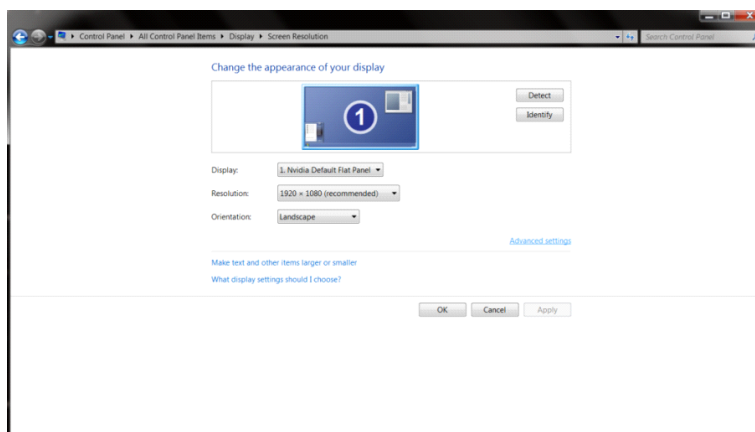 Control Panel ▸ All Control Panel Items ▸ Display ▸ Screen Resolution
Search Control Panel
Change the appearance of your display
1
Detect
Identify
Display: 1. Nvidia Default Flat Panel
Resolution: 1920 × 1080 (recommended)
Orientation: Landscape
Advanced settings
Make text and other items larger or smaller
What display settings should I choose?
OK Cancel Apply